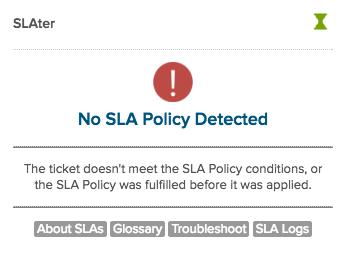 SLAter
!
No SLA Policy Detected
The ticket doesn't meet the SLA Policy conditions, or
the SLA Policy was fulfilled before it was applied.
About SLAs Glossary Troubleshoot SLA Logs